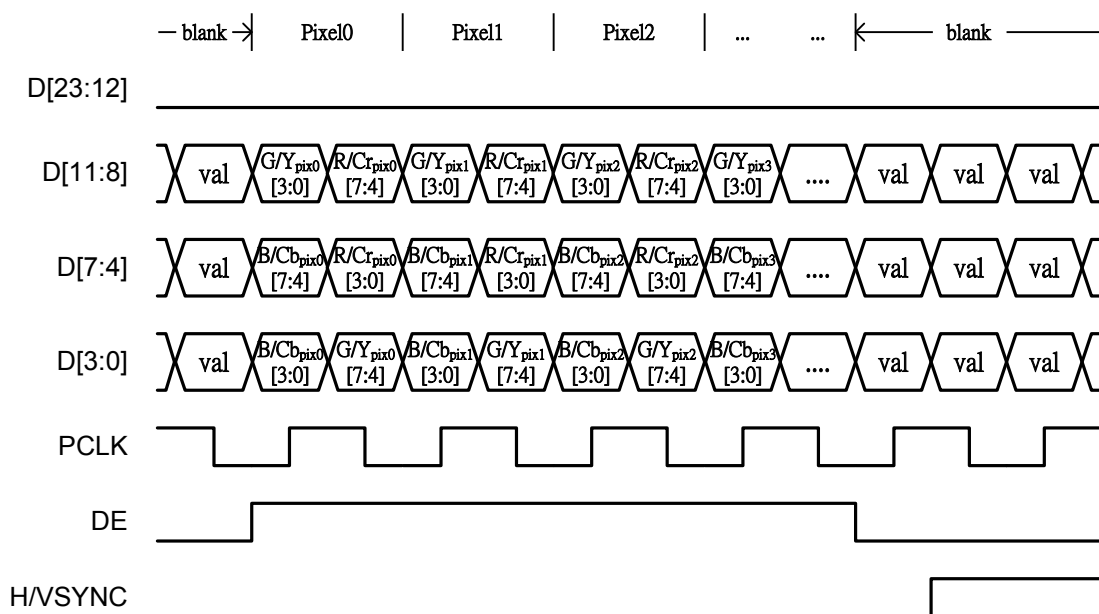 blank Pixel0 Pixel1 Pixel2 ... ... blank
D[23:12]
D[11:8] val G/Ypix0 [3:0] R/Crpix0 [7:4] G/Ypix1 [3:0] R/Crpix1 [7:4] G/Ypix2 [3:0] R/Crpix2 [7:4] G/Ypix3 [3:0] .... val val val
D[7:4] val B/Cbpix0 [7:4] R/Crpix0 [3:0] B/Cbpix1 [7:4] R/Crpix1 [3:0] B/Cbpix2 [7:4] R/Crpix2 [3:0] B/Cbpix3 [7:4] .... val val val
D[3:0] val B/Cbpix0 [3:0] G/Ypix0 [7:4] B/Cbpix1 [3:0] G/Ypix1 [7:4] B/Cbpix2 [3:0] G/Ypix2 [7:4] B/Cbpix3 [3:0] .... val val val
PCLK
DE
H/VSYNC